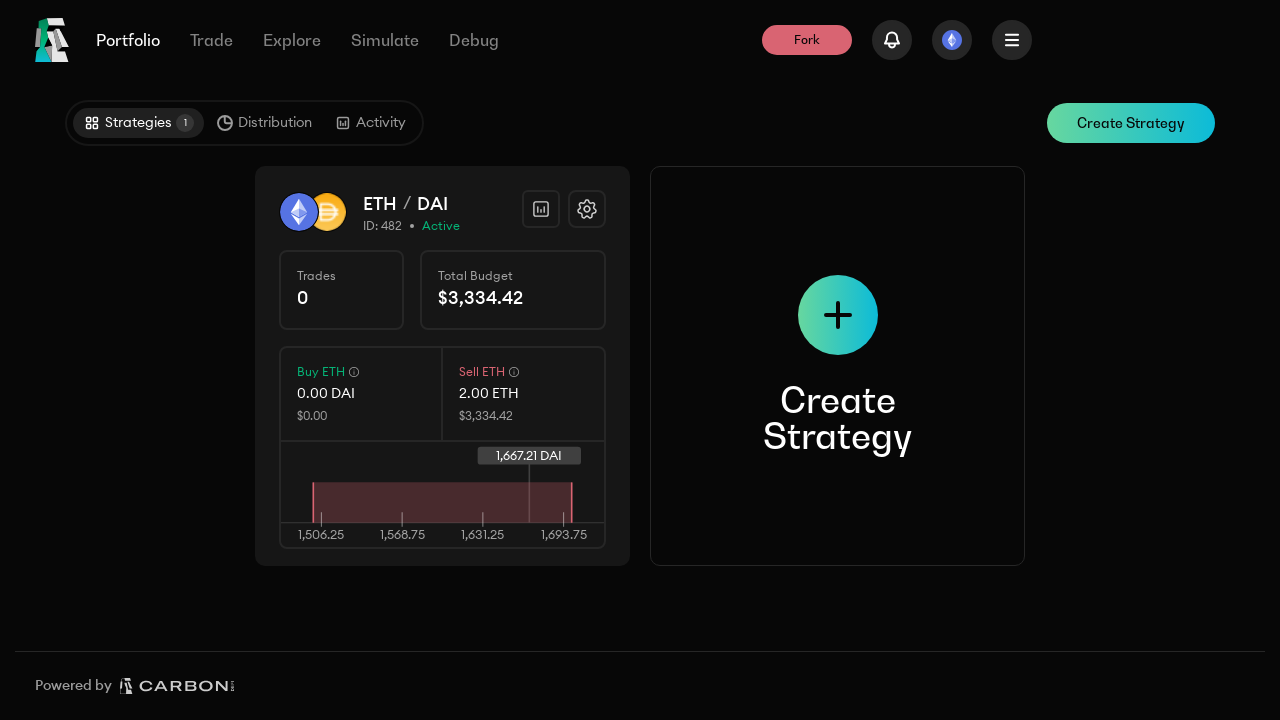 Portfolio Trade Explore Simulate Debug Fork
Strategies 1 Distribution Activity
Create Strategy
ETH / DAI
ID: 482 • Active
Trades
0
Total Budget
$3,334.42
Buy ETH
0.00 DAI
$0.00
Sell ETH
2.00 ETH
$3,334.42
1,667.21 DAI
1,506.25 1,568.75 1,631.25 1,693.75
Create
Strategy
Powered by CARBON